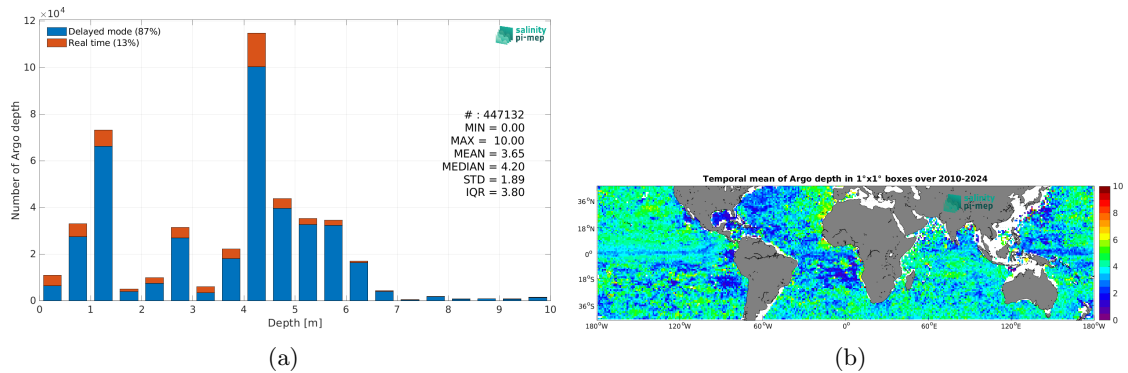 ×10⁴
12
10
8
6
4
2
0
Number of Argo depth
Delayed mode (87%)
Real time (13%)
salinity
pi-mep
# : 447132
MIN = 0.00
MAX = 10.00
MEAN = 3.65
MEDIAN = 4.20
STD = 1.89
IQR = 3.80
0 1 2 3 4 5 6 7 8 9 10
Depth [m]
(a)
Temporal mean of Argo depth in 1°x1° boxes over 2010-2024
salinity
pi-mep
36°N
18°N
0°
18°S
36°S
180°W 120°W 60°W 0° 60°E 120°E 180°W
10
8
6
4
2
0
(b)